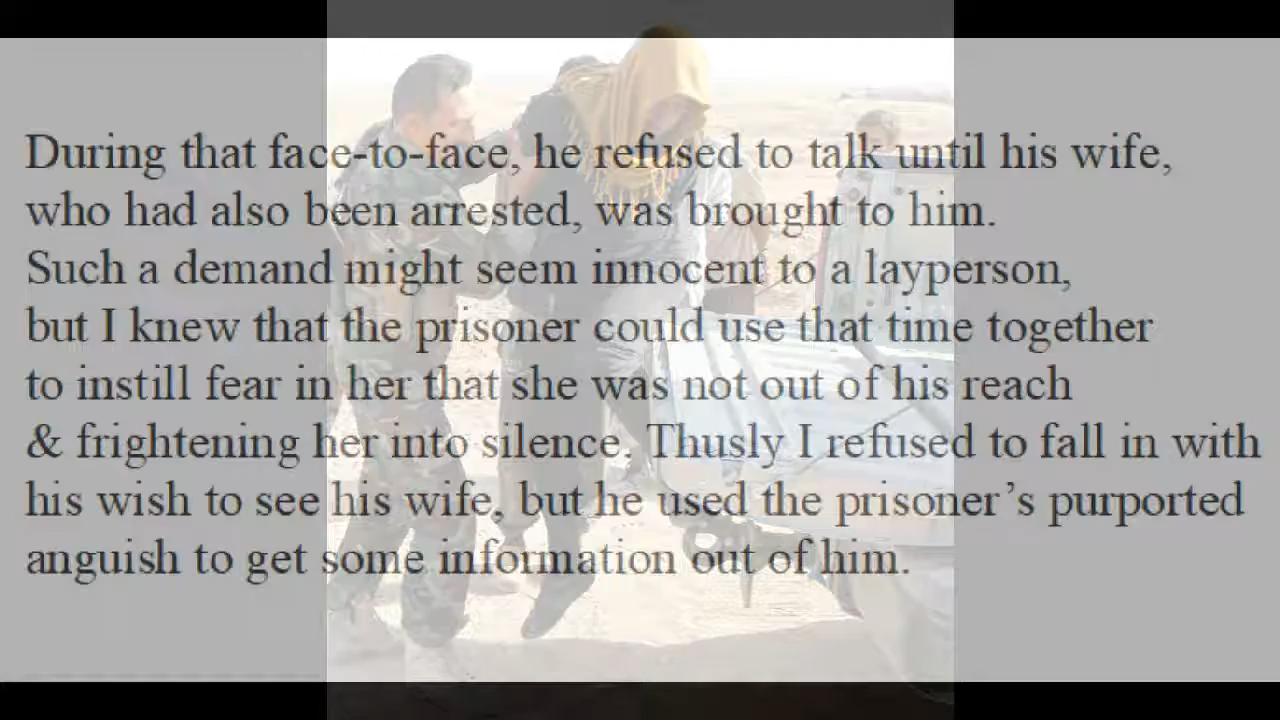 During that face-to-face, he refused to talk until his wife,
who had also been arrested, was brought to him.
Such a demand might seem innocent to a layperson,
but I knew that the prisoner could use that time together
to instill fear in her that she was not out of his reach
& frightening her into silence. Thusly I refused to fall in with
his wish to see his wife, but he used the prisoner’s purported
anguish to get some information out of him.